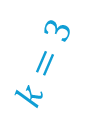 k = 3